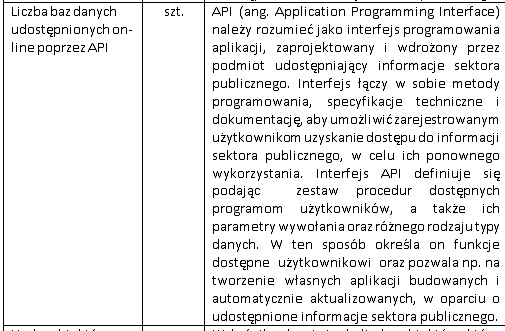 Liczba baz danych
udostępnionych on-
line poprzez API
szt.
API (ang. Application Programming Interface)
należy rozumieć jako interfejs programowania
aplikacji, zaprojektowany i wdrożony przez
podmiot udostępniający informacje sektora
publicznego. Interfejs łączy w sobie metody
programowania, specyfikacje techniczne i
dokumentację, aby umożliwić zarejestrowanym
użytkownikom uzyskanie dostępu do informacji
sektora publicznego, w celu ich ponownego
wykorzystania. Interfejs API definiuje się
podając zestaw procedur dostępnych
programom użytkowników, a także ich
parametry wywołania oraz różnego rodzaju typy
danych. W ten sposób określa on funkcje
dostępne użytkownikowi oraz pozwala np. na
tworzenie własnych aplikacji budowanych i
automatycznie aktualizowanych, w oparciu o
udostępnione informacje sektora publicznego.